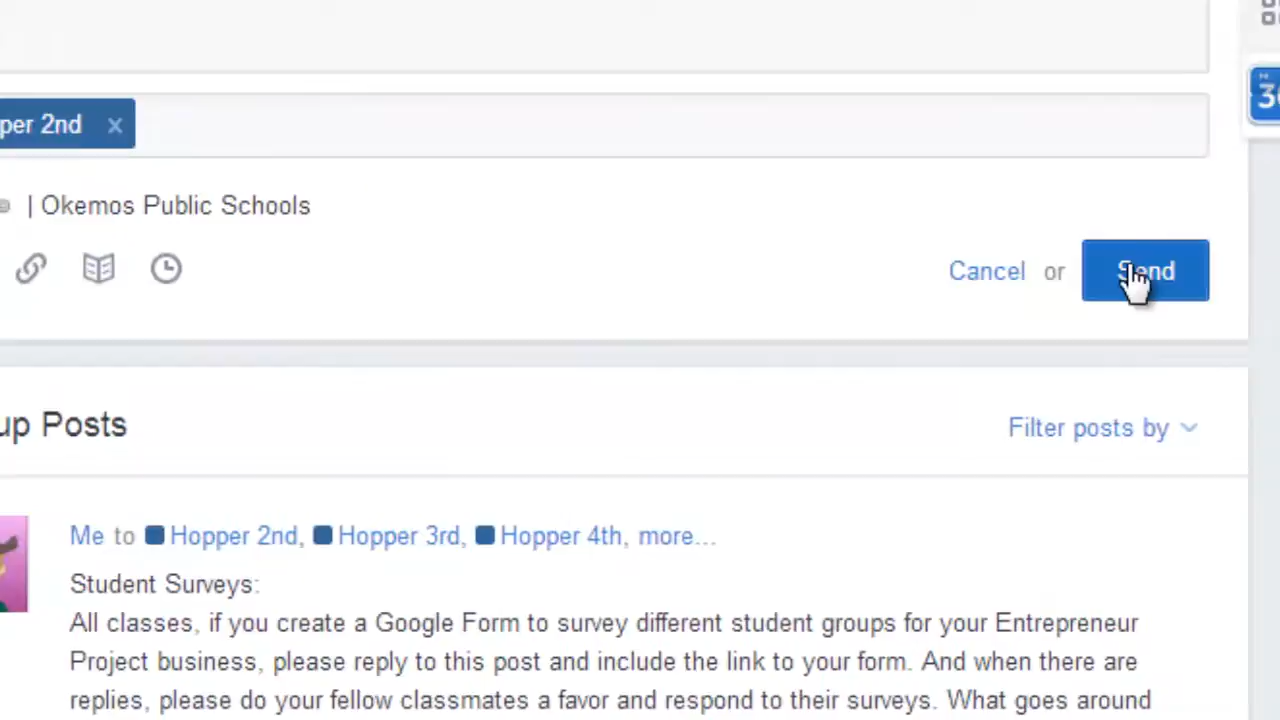 per 2nd x
| Okemos Public Schools
Cancel or Send
up Posts
Filter posts by
Me to Hopper 2nd, Hopper 3rd, Hopper 4th, more...
Student Surveys:
All classes, if you create a Google Form to survey different student groups for your Entrepreneur
Project business, please reply to this post and include the link to your form. And when there are
replies, please do your fellow classmates a favor and respond to their surveys. What goes around